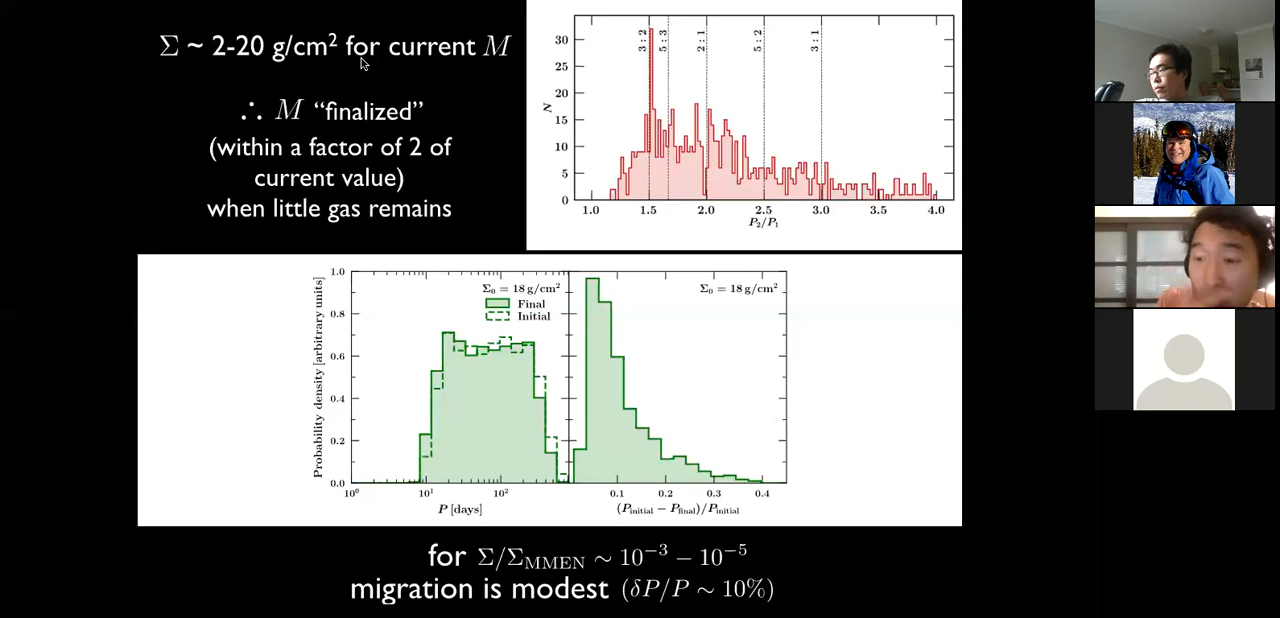 Σ ~ 2-20 g/cm² for current M
∴ M “finalized”
(within a factor of 2 of
current value)
when little gas remains
3 : 2
5 : 3
2 : 1
5 : 2
3 : 1
30
25
20
15
10
5
0
N
1.0 1.5 2.0 2.5 3.0 3.5 4.0
P₂/P₁
Probability density [arbitrary units]
1.0
0.8
0.6
0.4
0.2
0.0
Σ₀ = 18 g/cm²
Final
Initial
10⁰ 10¹ 10²
P [days]
Σ₀ = 18 g/cm²
0.1 0.2 0.3 0.4
(P_initial − P_final)/P_initial
for Σ/Σ_MMEN ∼ 10⁻³ − 10⁻⁵
migration is modest (δP/P ∼ 10%)